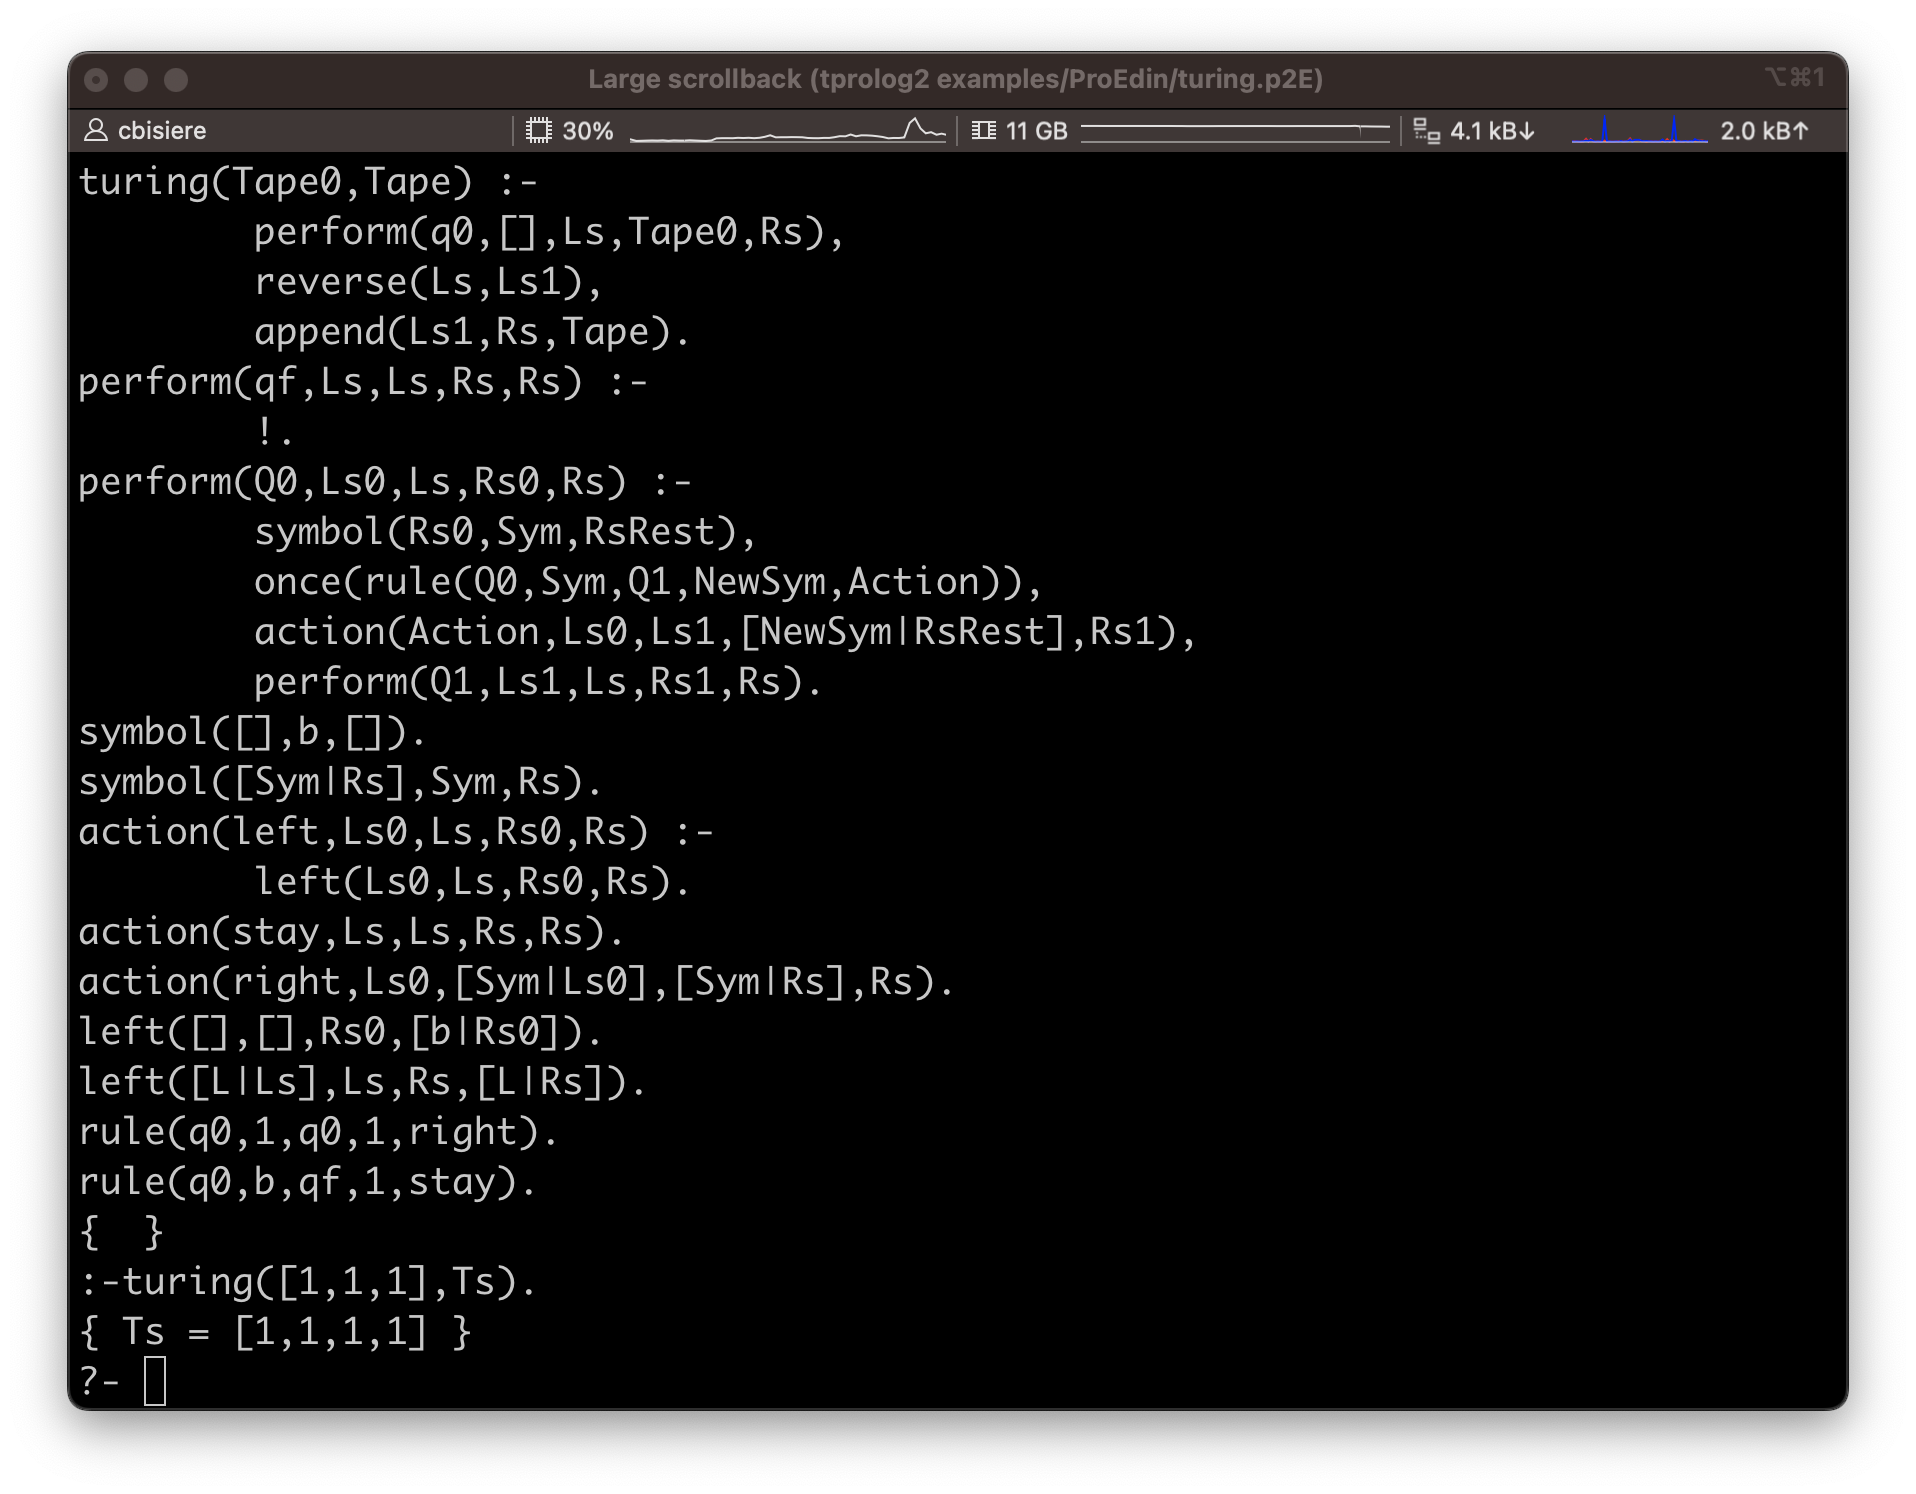 Large scrollback (tprolog2 examples/ProEdin/turing.p2E) ⌥⌘1
cbisiere 30% 11 GB 4.1 kB↓ 2.0 kB↑
turing(Tape0,Tape) :-
        perform(q0,[],Ls,Tape0,Rs),
        reverse(Ls,Ls1),
        append(Ls1,Rs,Tape).
perform(qf,Ls,Ls,Rs,Rs) :-
        !.
perform(Q0,Ls0,Ls,Rs0,Rs) :-
        symbol(Rs0,Sym,RsRest),
        once(rule(Q0,Sym,Q1,NewSym,Action)),
        action(Action,Ls0,Ls1,[NewSym|RsRest],Rs1),
        perform(Q1,Ls1,Ls,Rs1,Rs).
symbol([],b,[]).
symbol([Sym|Rs],Sym,Rs).
action(left,Ls0,Ls,Rs0,Rs) :-
        left(Ls0,Ls,Rs0,Rs).
action(stay,Ls,Ls,Rs,Rs).
action(right,Ls0,[Sym|Ls0],[Sym|Rs],Rs).
left([],[],Rs0,[b|Rs0]).
left([L|Ls],Ls,Rs,[L|Rs]).
rule(q0,1,q0,1,right).
rule(q0,b,qf,1,stay).
{  }
:-turing([1,1,1],Ts).
{ Ts = [1,1,1,1] }
?-